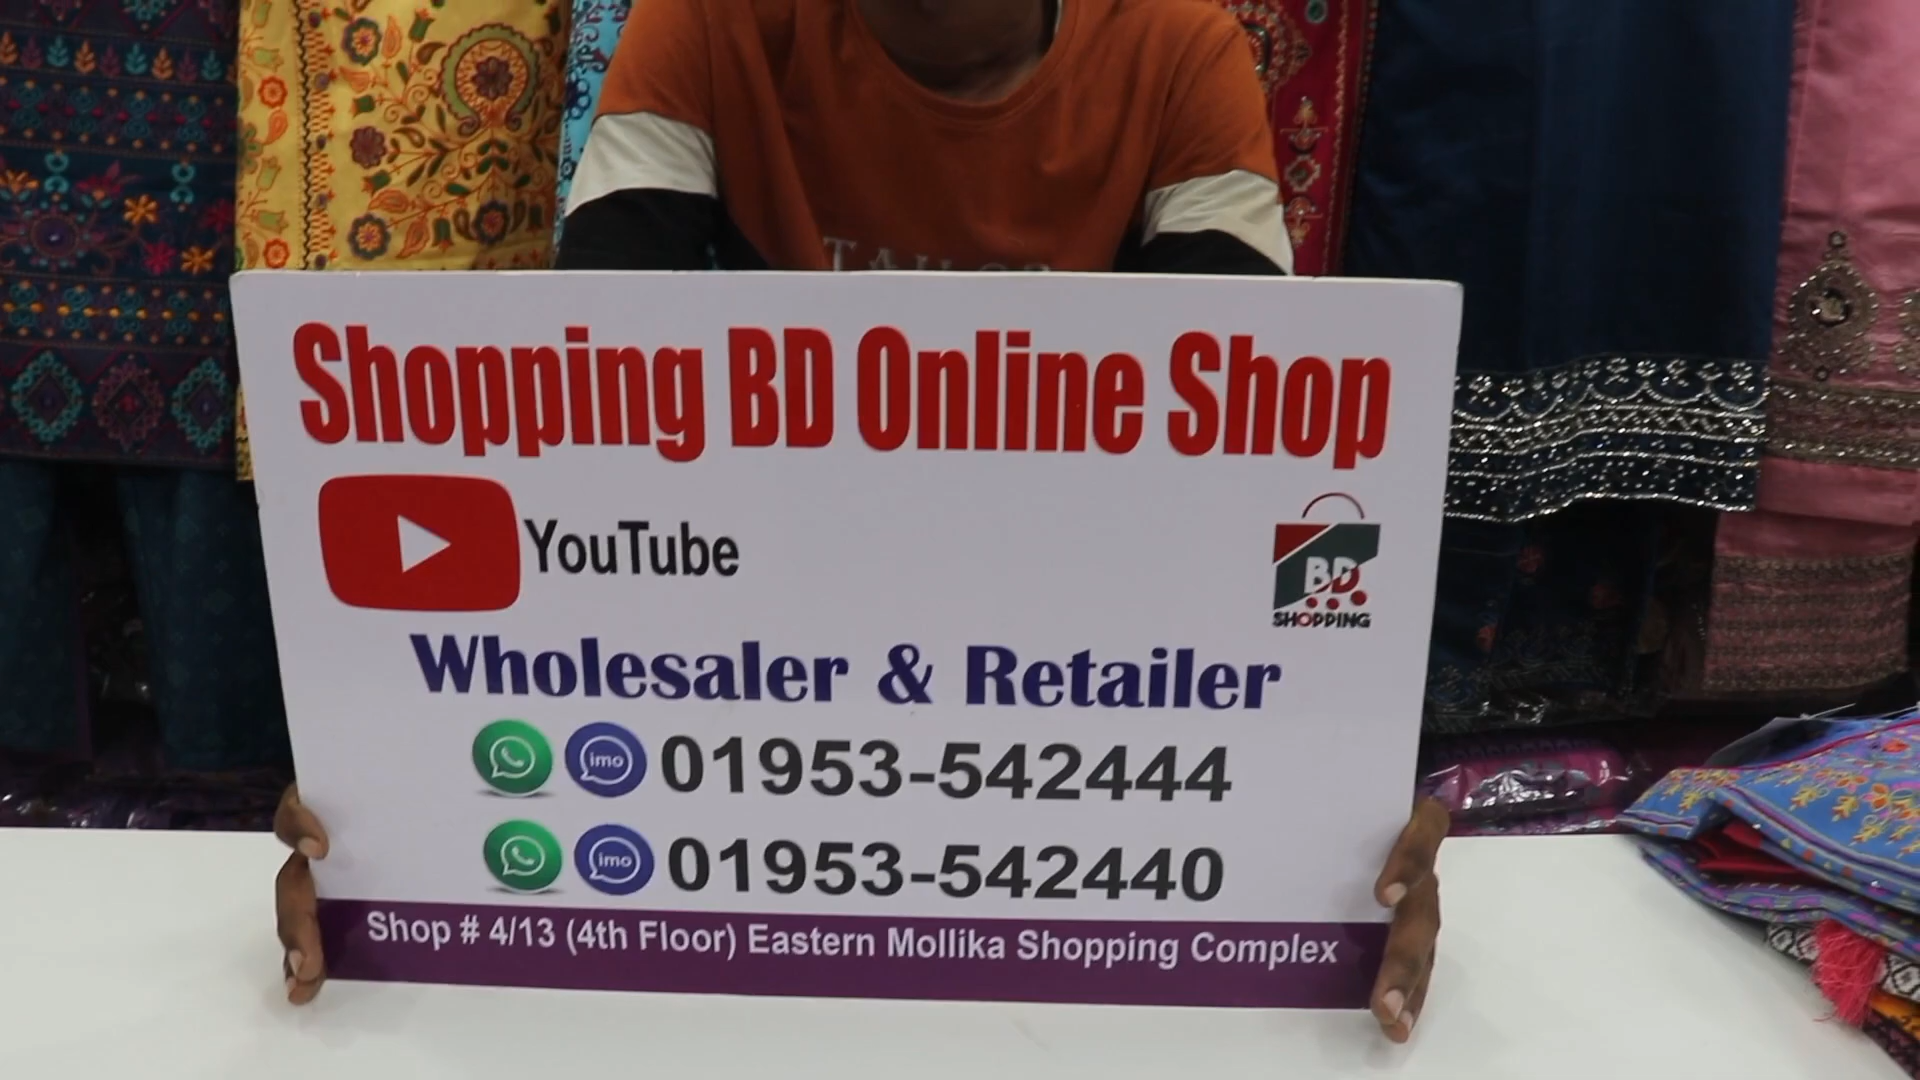 Shopping BD Online Shop
YouTube
BD
SHOPPING
Wholesaler & Retailer
imo 01953-542444
imo 01953-542440
Shop # 4/13 (4th Floor) Eastern Mollika Shopping Complex